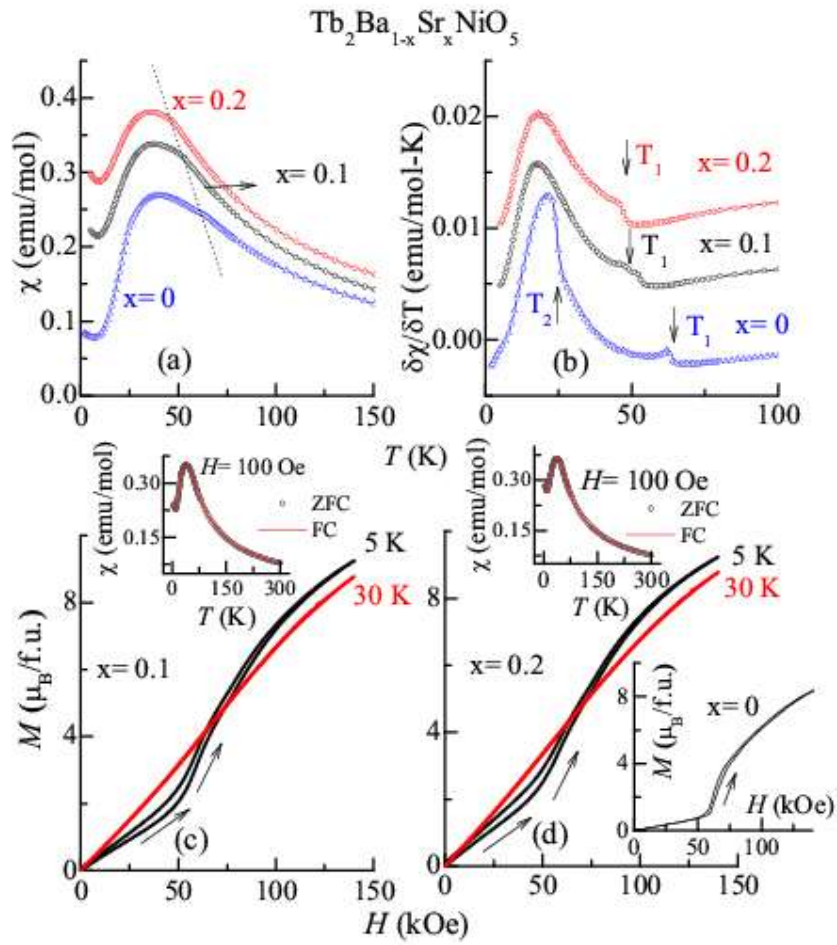 Tb₂Ba₁₋ₓSrₓNiO₅
χ (emu/mol)
0.4
0.3
0.2
0.1
0.0
x= 0.2
x= 0.1
x= 0
(a)
0 50 100 150
δχ/δT (emu/mol-K)
0.02
0.01
0.00
T₁
x= 0.2
T₁
x= 0.1
T₂
T₁
x= 0
(b)
0 50 100
T (K)
χ (emu/mol)
0.30
0.15
H= 100 Oe
ZFC
FC
0 150 300
T (K)
M (μB/f.u.)
8
4
0
5 K
30 K
x= 0.1
(c)
0 50 100 150
χ (emu/mol)
0.30
0.15
H= 100 Oe
ZFC
FC
0 150 300
T (K)
5 K
30 K
x= 0.2
(d)
0 50 100 150
M (μB/f.u.)
8
4
0
x= 0
H (kOe)
0 100
H (kOe)